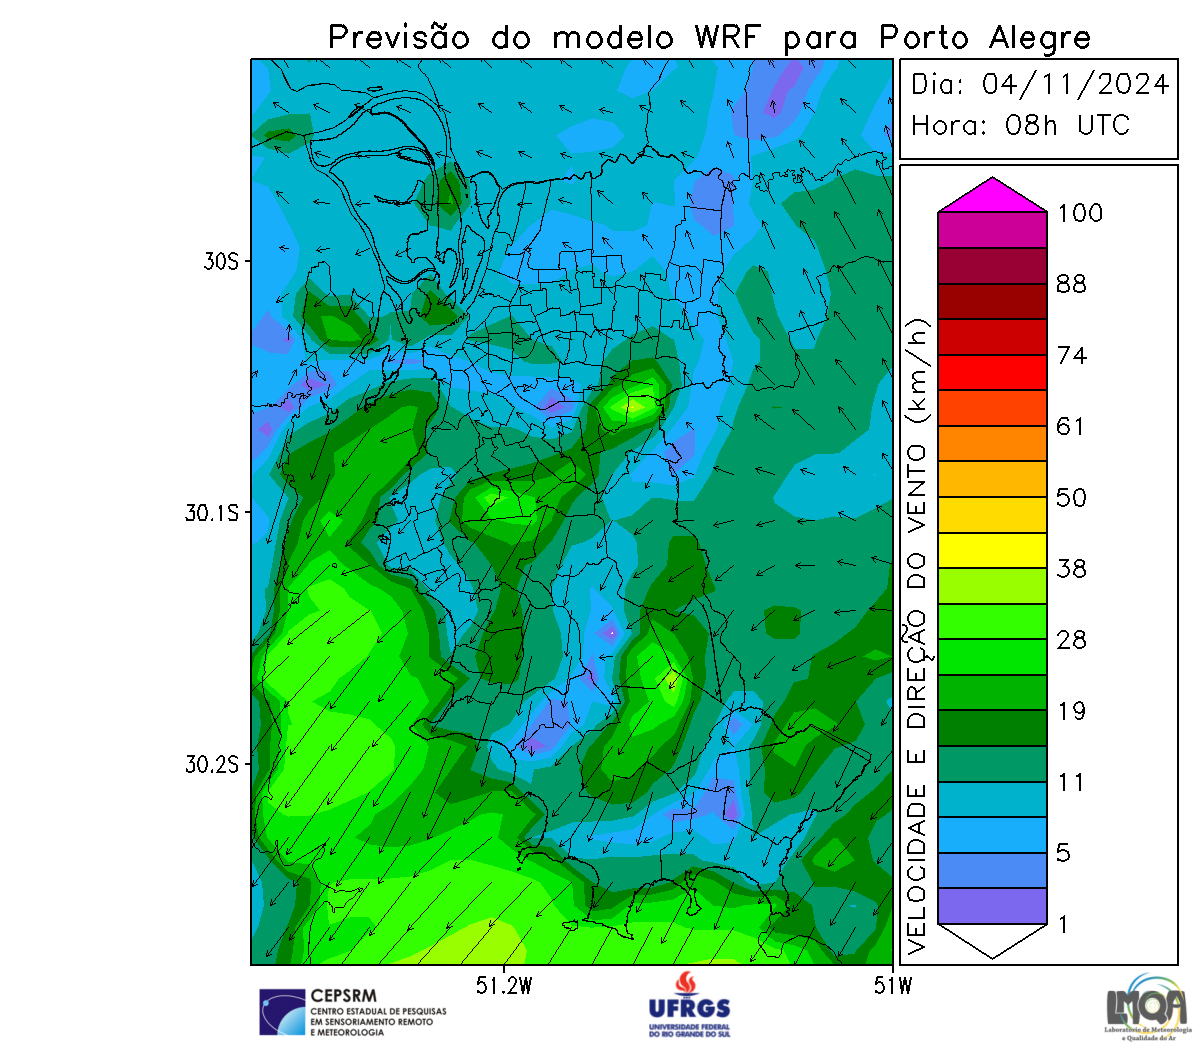 Previsão do modelo WRF para Porto Alegre
Dia: 04/11/2024
Hora: 08h UTC
30S
30.1S
30.2S
51.2W
51W
VELOCIDADE E DIREÇÃO DO VENTO (km/h)
100
88
74
61
50
38
28
19
11
5
1
CEPSRM
CENTRO ESTADUAL DE PESQUISAS
EM SENSORIAMENTO REMOTO
E METEOROLOGIA
UFRGS
UNIVERSIDADE FEDERAL
DO RIO GRANDE DO SUL
LMQA
Laboratório de Meteorologia
e Qualidade do Ar